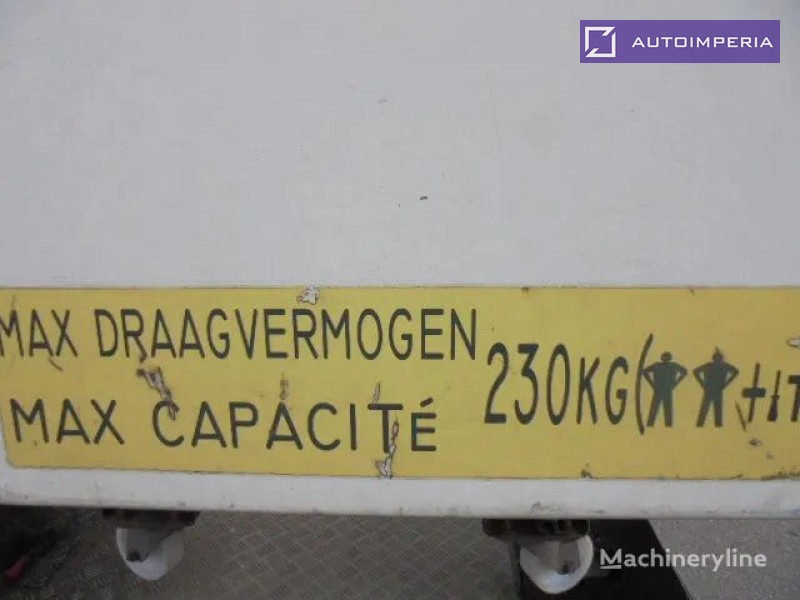 AUTOIMPERIA
MAX DRAAGVERMOGEN
MAX CAPACITÉ
230KG(
Machineryline